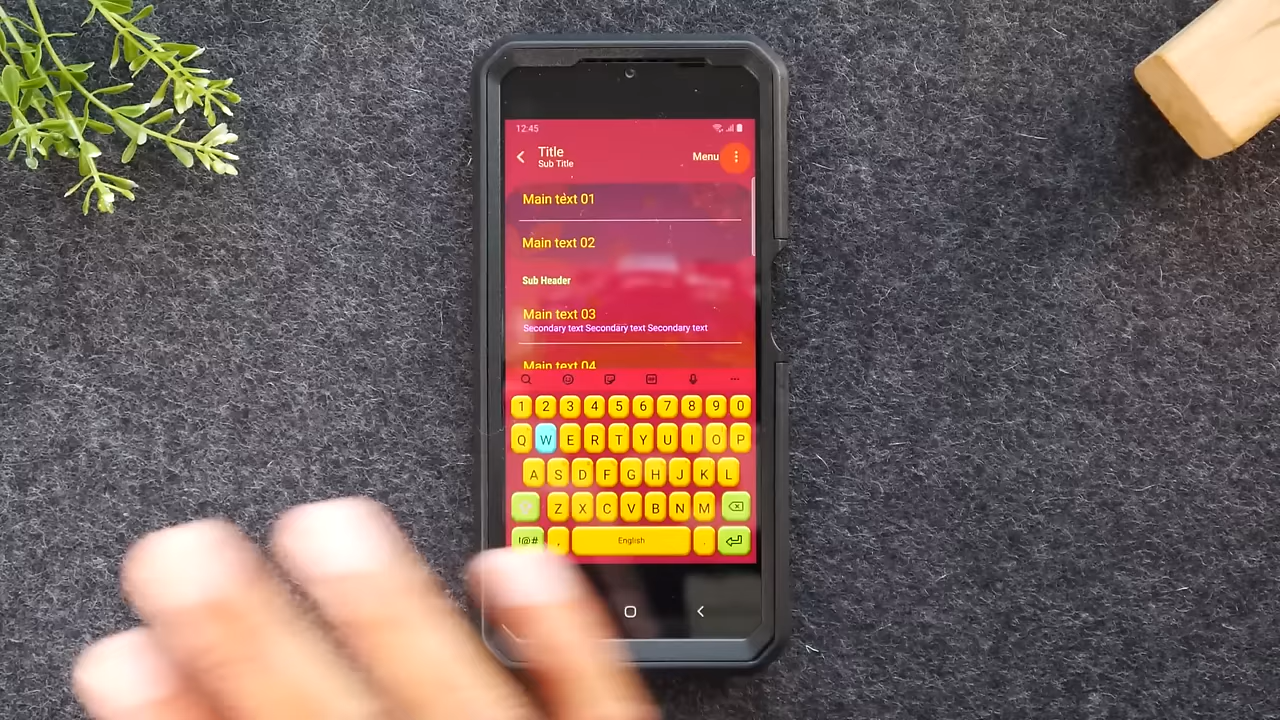 12:45
Title
Sub Title
Menu
Main text 01
Main text 02
Sub Header
Main text 03
Secondary text Secondary text Secondary text
Main text 04
1 2 3 4 5 6 7 8 9 0
Q W E R T Y U I O P
A S D F G H J K L
Z X C V B N M
!@# , English .